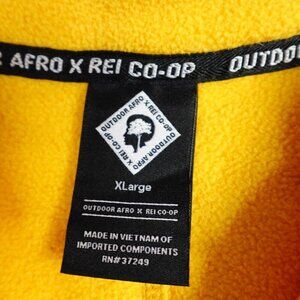 AFRO X REI CO-OP OUTDOO
OUTDOOR AFRO X REI CO-OP
XLarge
OUTDOOR AFRO X REI CO-OP
MADE IN VIETNAM OF
IMPORTED COMPONENTS
RN#37249